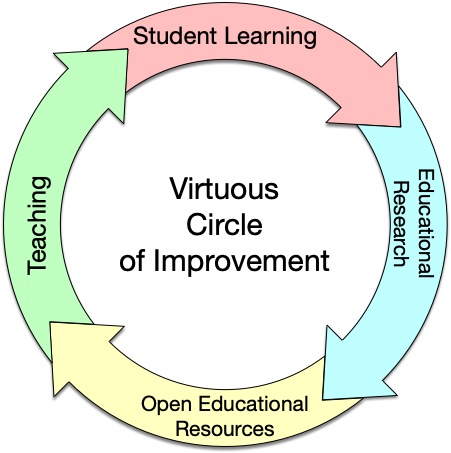 Student Learning
Educational
Research
Open Educational
Resources
Teaching
Virtuous
Circle
of Improvement